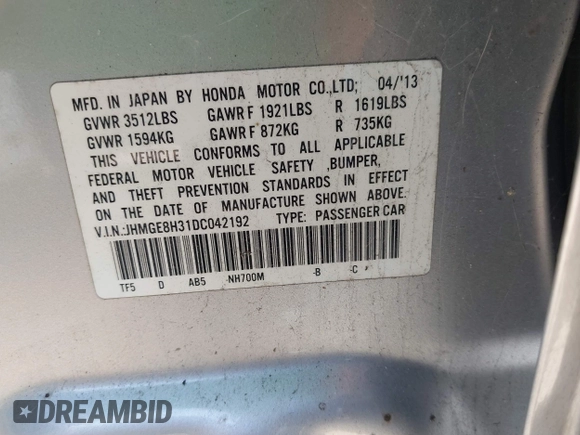 MFD. IN JAPAN BY HONDA MOTOR CO.,LTD; 04/'13
GVWR 3512LBS GAWR F 1921LBS R 1619LBS
GVWR 1594KG GAWR F 872KG R 735KG
THIS VEHICLE CONFORMS TO ALL APPLICABLE
FEDERAL MOTOR VEHICLE SAFETY ,BUMPER,
AND THEFT PREVENTION STANDARDS IN EFFECT
ON THE DATE OF MANUFACTURE SHOWN ABOVE.
V.I.N.:JHMGE8H31DC042192 TYPE: PASSENGER CAR
TF5 D AB5 -NH700M -B -C #
DREAMBID